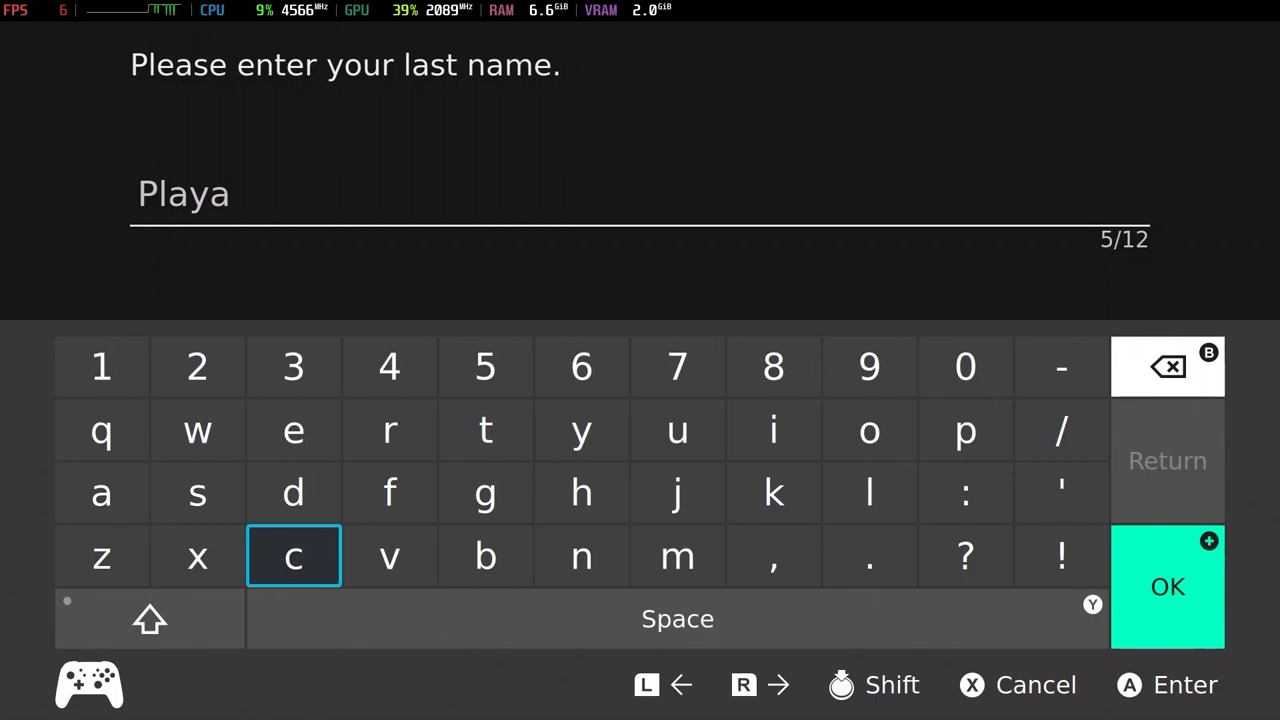 FPS 6 CPU 9% 4566MHz GPU 39% 2089MHz RAM 6.6GiB VRAM 2.0GiB
Please enter your last name.
Playa
5/12
1 2 3 4 5 6 7 8 9 0 - B
q w e r t y u i o p /
Return
a s d f g h j k l : '
z x c v b n m , . ? ! +
OK
Space Y
L ← R → Shift X Cancel A Enter